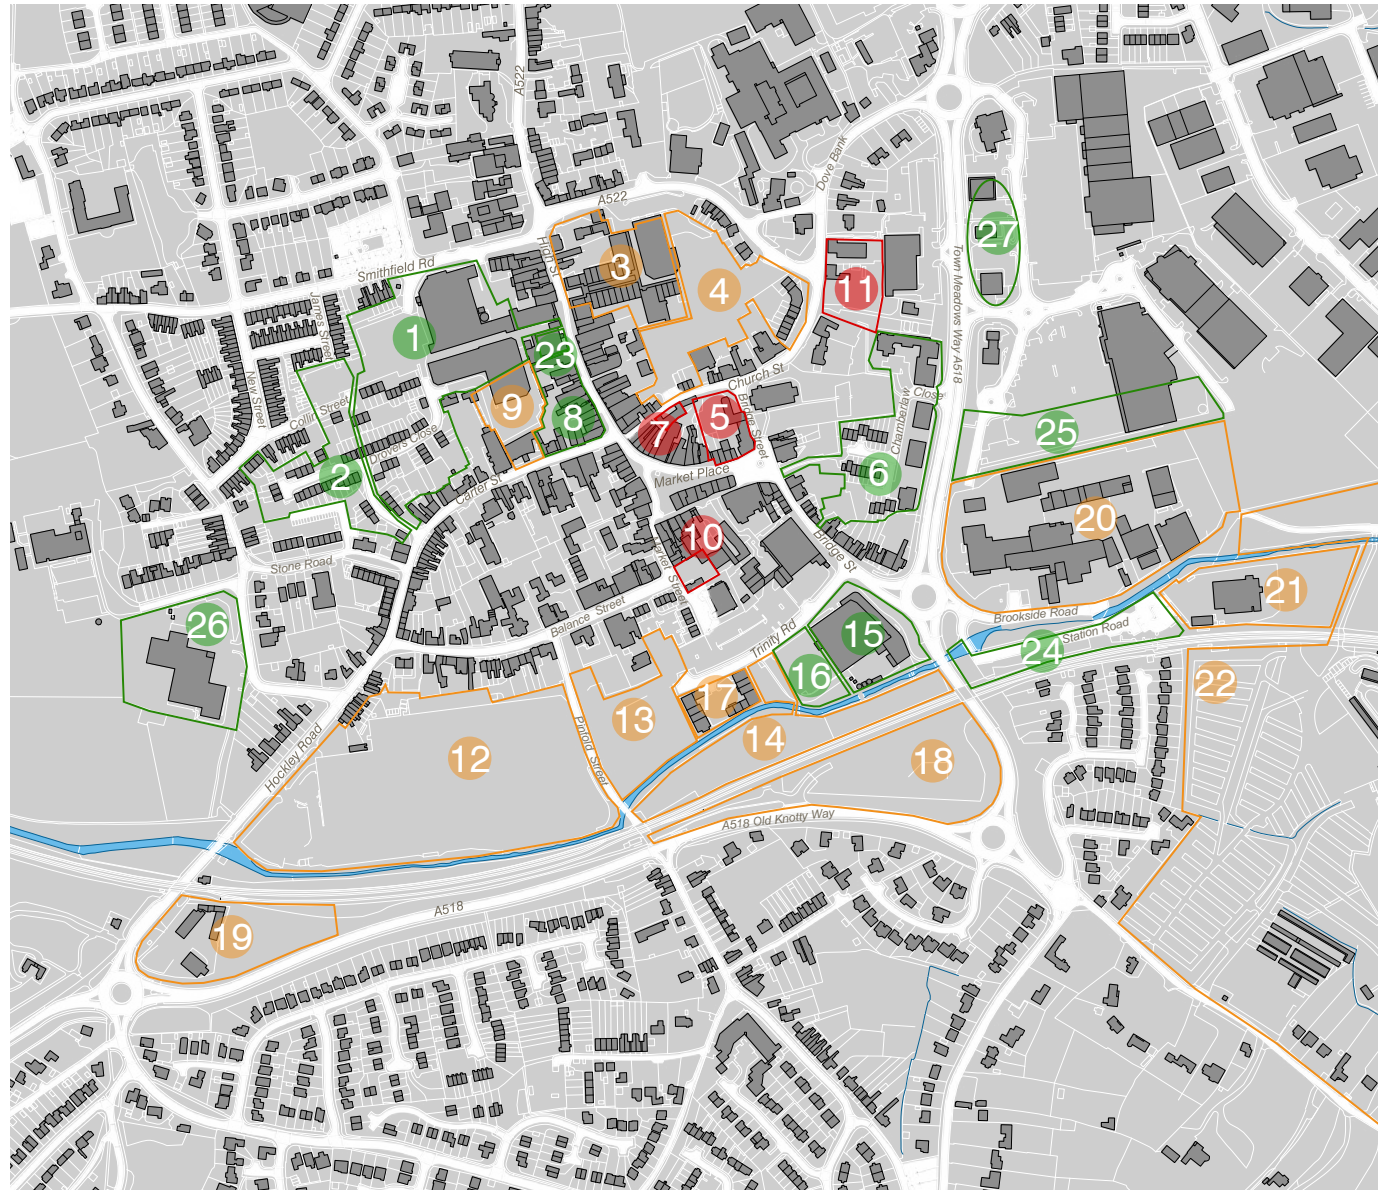 A522
A522
Dove Bank
High St
Smithfield Rd
Town Meadows Way A518
James Street
New Street
Collin Street
Drovers Close
Carter St
Church St
Bridge Street
Market Place
Chamberlaw
Close
Bridge St
Market Street
Stone Road
Balance Street
Trinity Rd
Brookside Road
Station Road
Hockley Road
Pinfold Street
A518 Old Knotty Way
A518
27
3
4
11
1
23
9
8
5
7
25
2
6
20
10
21
26
15
24
16
22
17
13
14
12
18
19